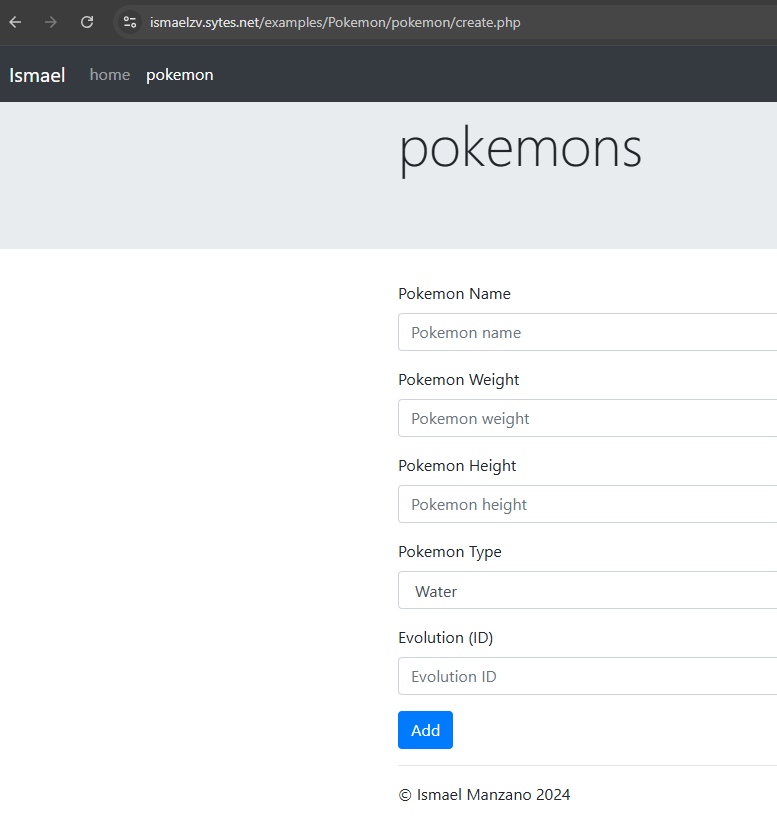 ismaelzv.sytes.net/examples/Pokemon/pokemon/create.php
Ismael home pokemon
pokemons
Pokemon Name
Pokemon name
Pokemon Weight
Pokemon weight
Pokemon Height
Pokemon height
Pokemon Type
Water
Evolution (ID)
Evolution ID
Add
© Ismael Manzano 2024